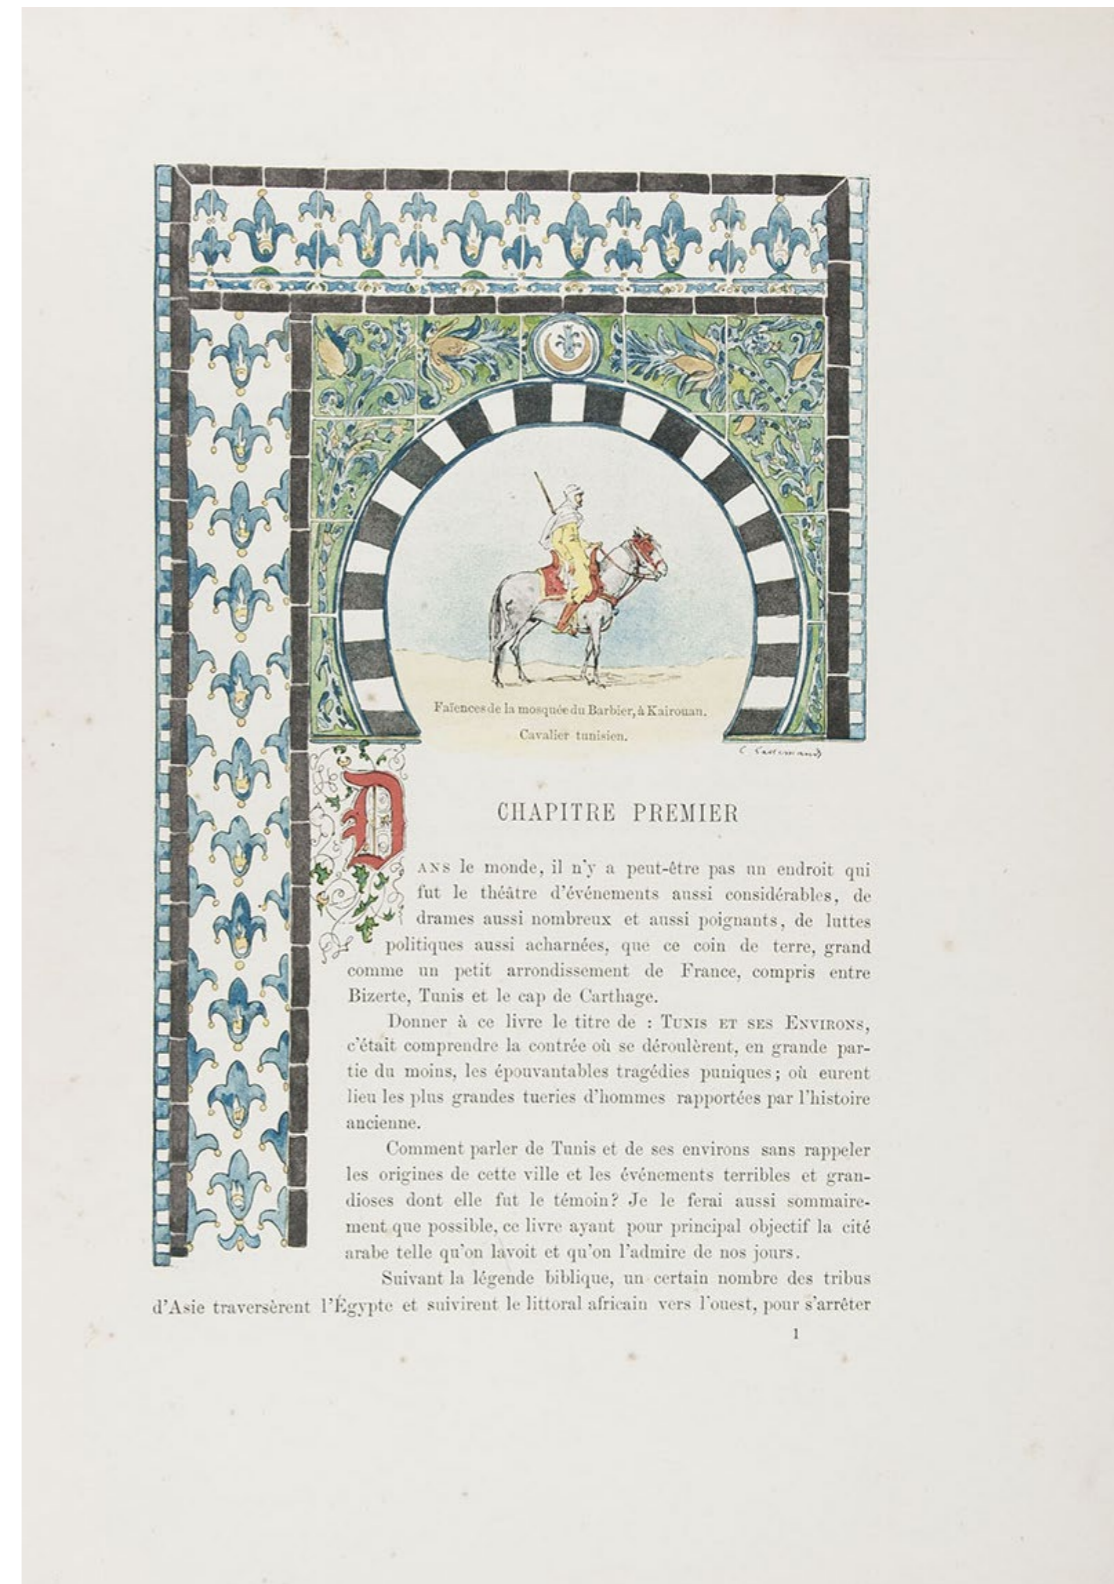 Faïences de la mosquée du Barbier, à Kairouan.
Cavalier tunisien.
CHAPITRE PREMIER
DANS le monde, il n'y a peut-être pas un endroit qui
fut le théâtre d'événements aussi considérables, de
drames aussi nombreux et aussi poignants, de luttes
politiques aussi acharnées, que ce coin de terre, grand
comme un petit arrondissement de France, compris entre
Bizerte, Tunis et le cap de Carthage.
Donner à ce livre le titre de : TUNIS ET SES ENVIRONS,
c'était comprendre la contrée où se déroulèrent, en grande par-
tie du moins, les épouvantables tragédies puniques ; où eurent
lieu les plus grandes tueries d'hommes rapportées par l'histoire
ancienne.
Comment parler de Tunis et de ses environs sans rappeler
les origines de cette ville et les événements terribles et gran-
dioses dont elle fut le témoin? Je le ferai aussi sommaire-
ment que possible, ce livre ayant pour principal objectif la cité
arabe telle qu'on lavoit et qu'on l'admire de nos jours.
Suivant la légende biblique, un certain nombre des tribus
d'Asie traversèrent l'Égypte et suivirent le littoral africain vers l'ouest, pour s'arrêter
1